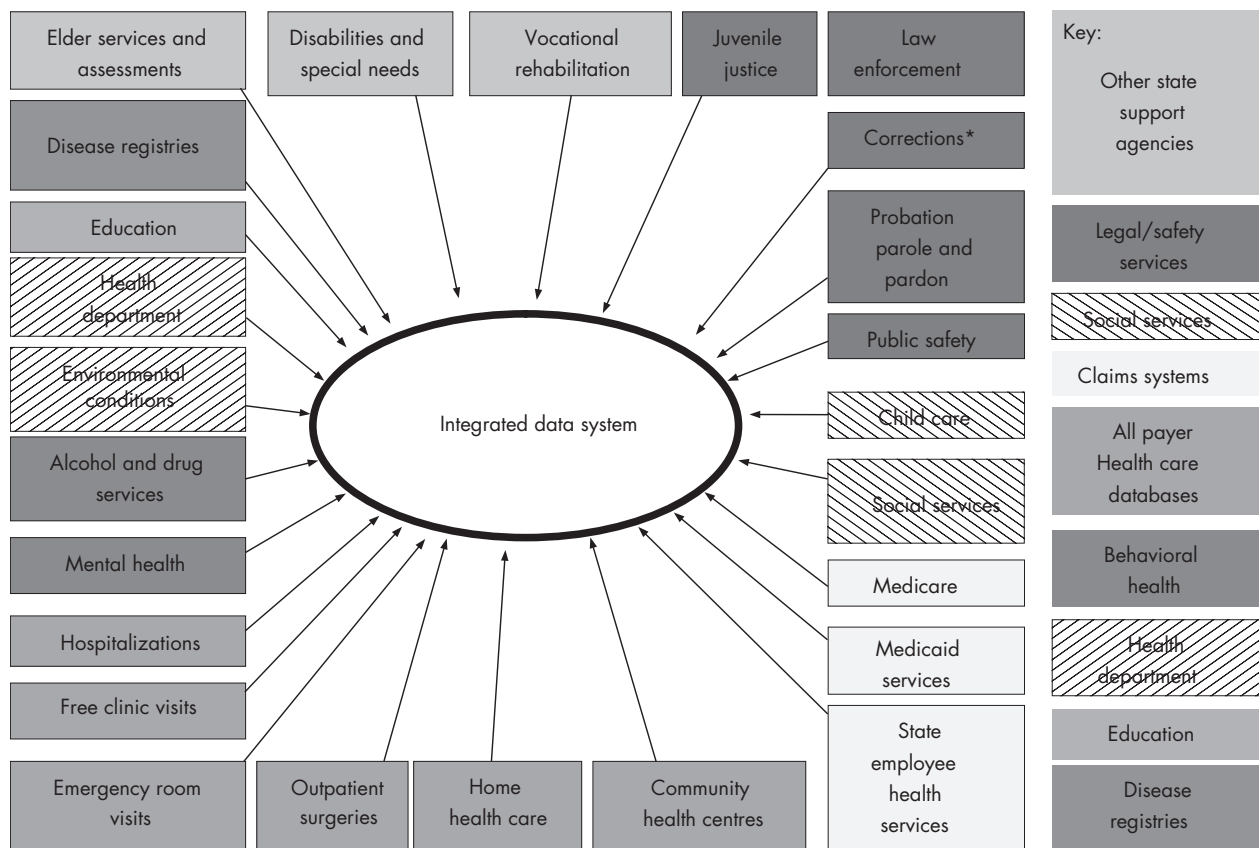 Elder services and
assessments
Disabilities and
special needs
Vocational
rehabilitation
Juvenile
justice
Law
enforcement
Disease registries
Corrections*
Education
Probation
parole and
pardon
Health
department
Public safety
Environmental
conditions
Child care
Integrated data system
Alcohol and drug
services
Social services
Mental health
Medicare
Hospitalizations
Medicaid
services
Free clinic visits
State
employee
health
services
Emergency room
visits
Outpatient
surgeries
Home
health care
Community
health centres
Key:
Other state
support
agencies
Legal/safety
services
Social services
Claims systems
All payer
Health care
databases
Behavioral
health
Health
department
Education
Disease
registries